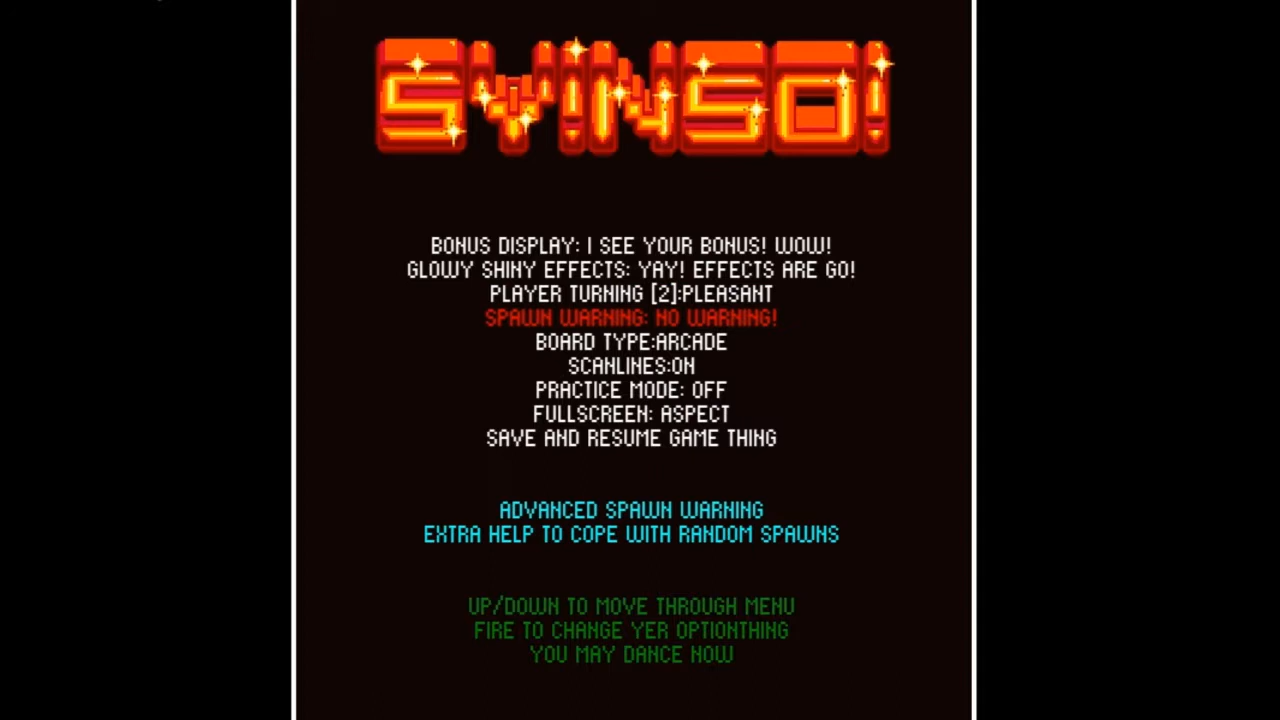 SYNSO!
BONUS DISPLAY: I SEE YOUR BONUS! WOW!
GLOWY SHINY EFFECTS: YAY! EFFECTS ARE GO!
PLAYER TURNING [2]:PLEASANT
SPAWN WARNING: NO WARNING!
BOARD TYPE:ARCADE
SCANLINES:ON
PRACTICE MODE: OFF
FULLSCREEN: ASPECT
SAVE AND RESUME GAME THING
ADVANCED SPAWN WARNING
EXTRA HELP TO COPE WITH RANDOM SPAWNS
UP/DOWN TO MOVE THROUGH MENU
FIRE TO CHANGE YER OPTIONTHING
YOU MAY DANCE NOW